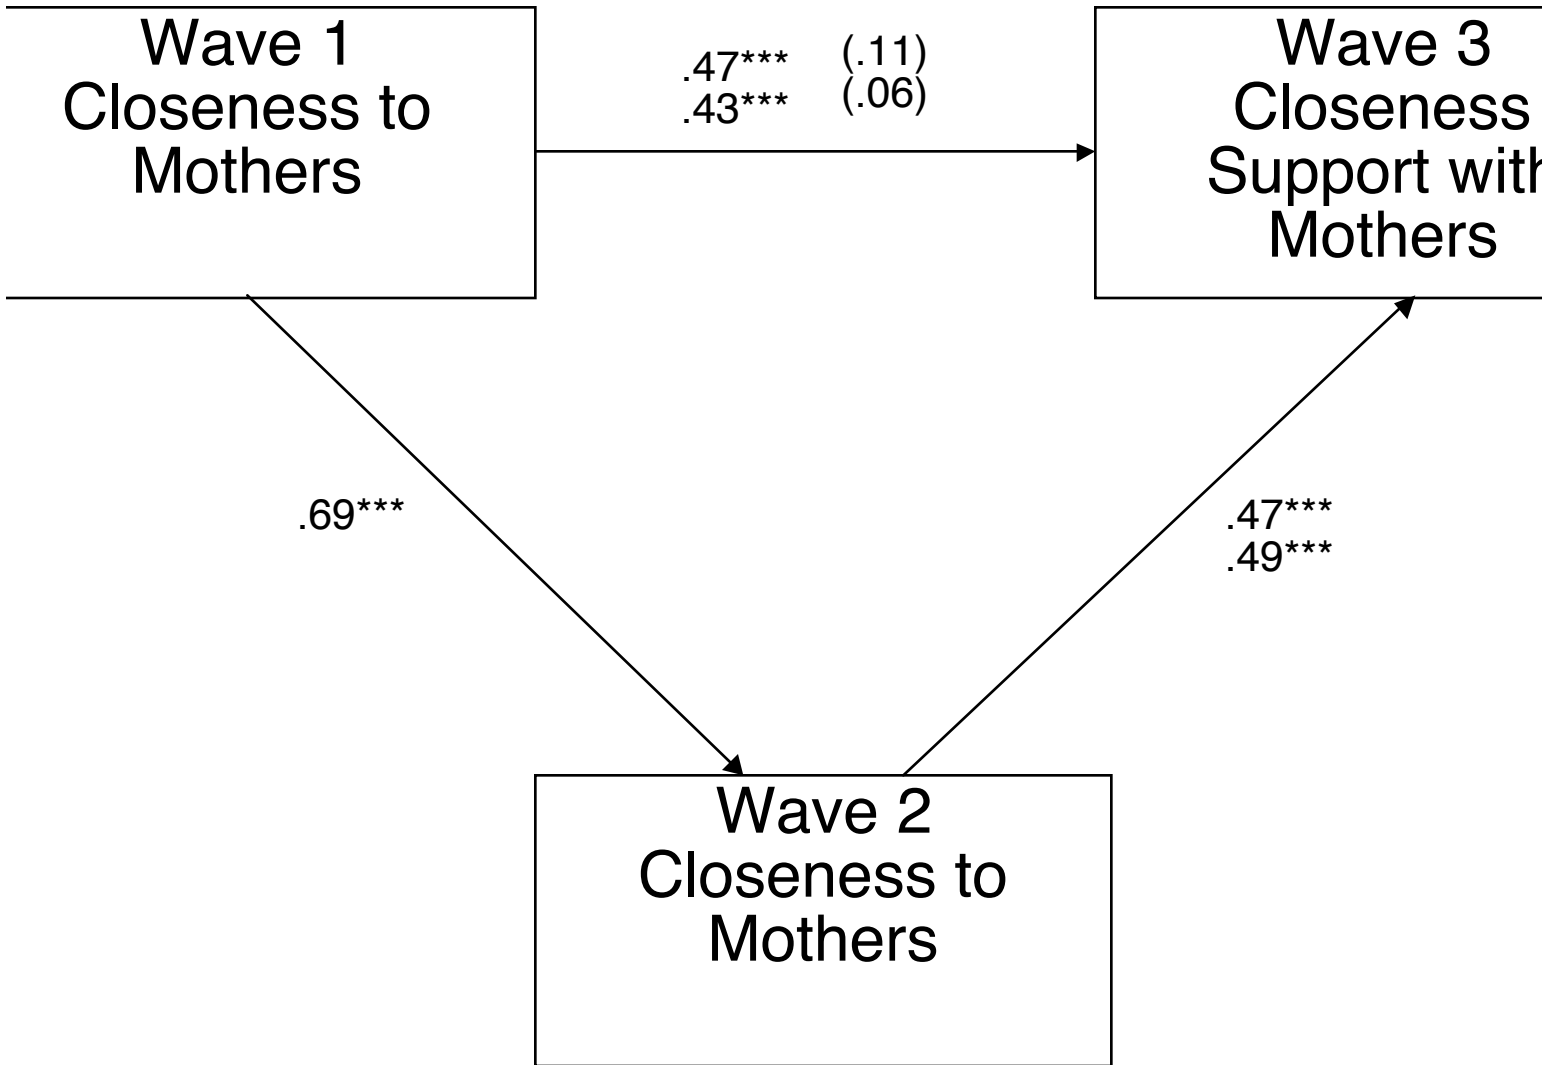 Wave 1
Closeness to
Mothers
.47*** (.11)
.43*** (.06)
Wave 3
Closeness
Support with
Mothers
.69***
.47***
.49***
Wave 2
Closeness to
Mothers